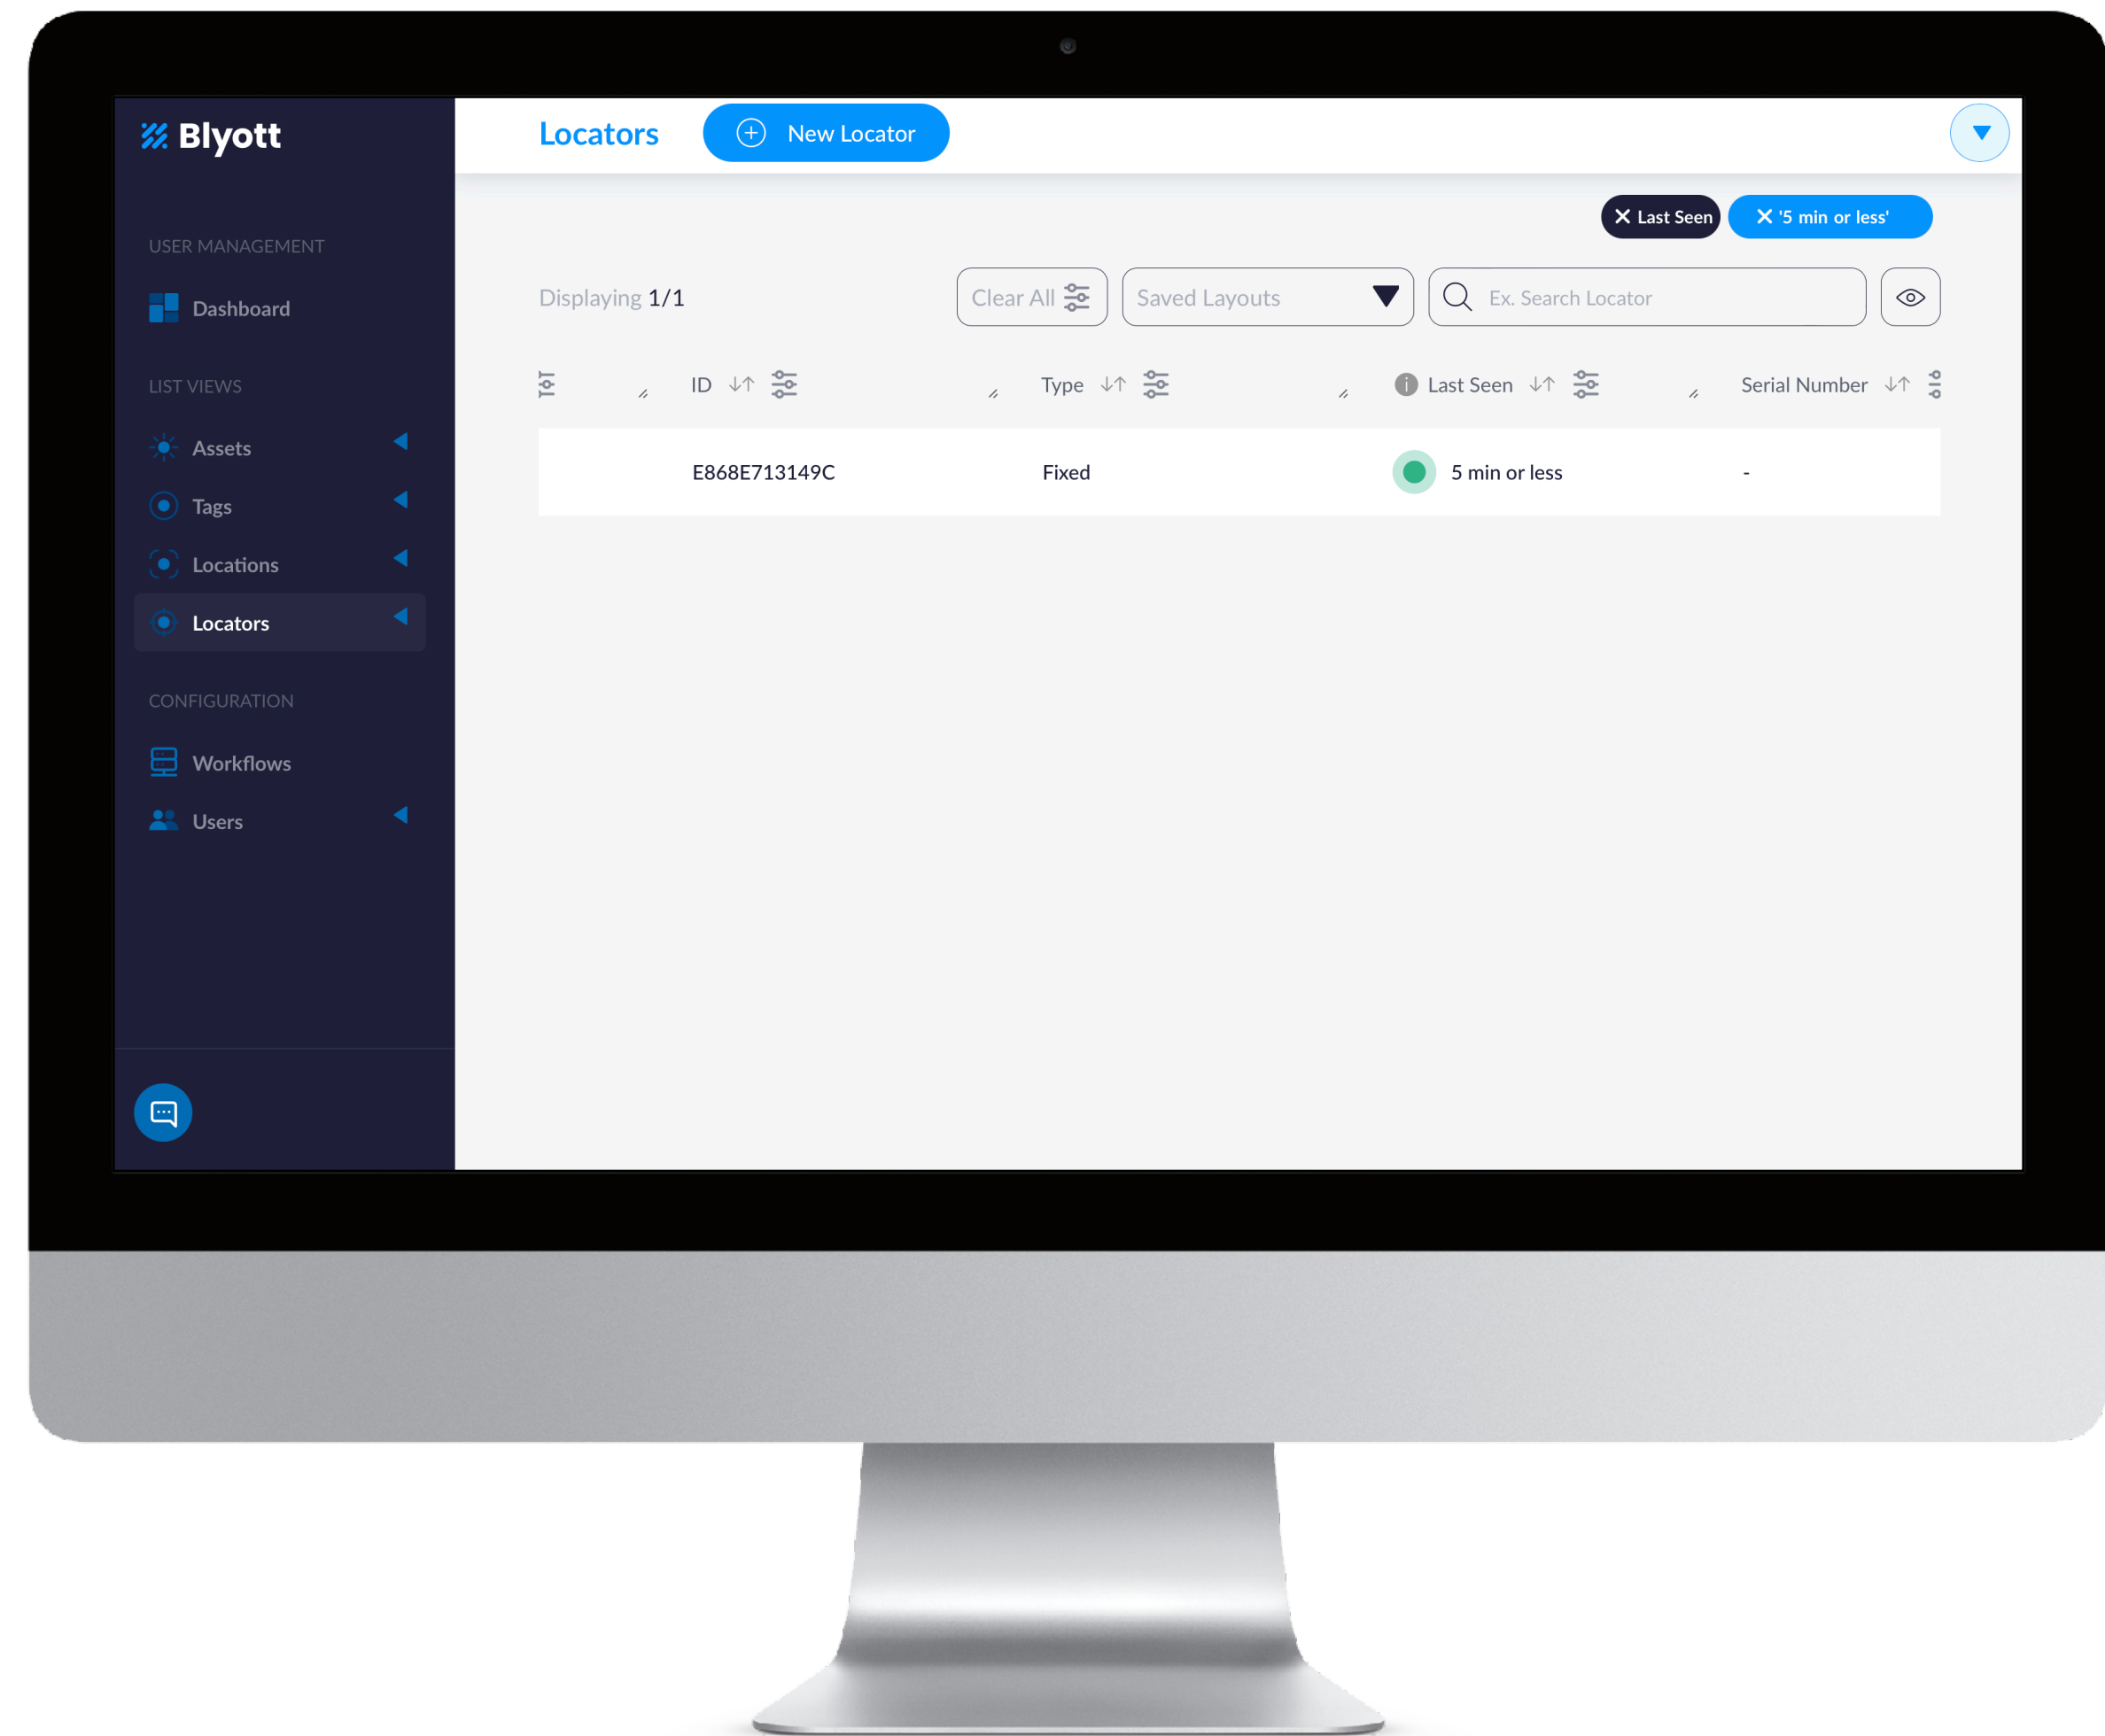 Blyott
USER MANAGEMENT
Dashboard
LIST VIEWS
Assets
Tags
Locations
Locators
CONFIGURATION
Workflows
Users
Locators
New Locator
Last Seen
'5 min or less'
Displaying 1/1
Clear All
Saved Layouts
Ex. Search Locator
ID Type Last Seen Serial Number
E868E713149C Fixed 5 min or less -